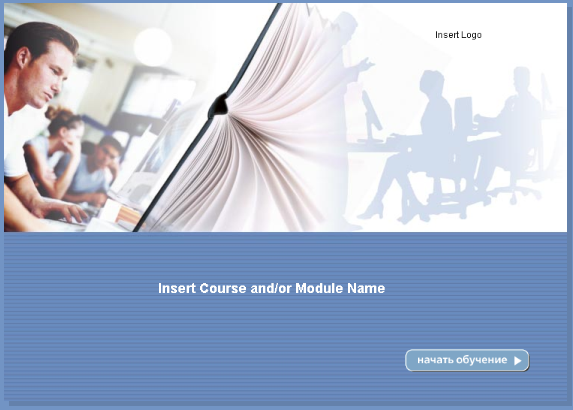 Insert Logo
Insert Course and/or Module Name
начать обучение